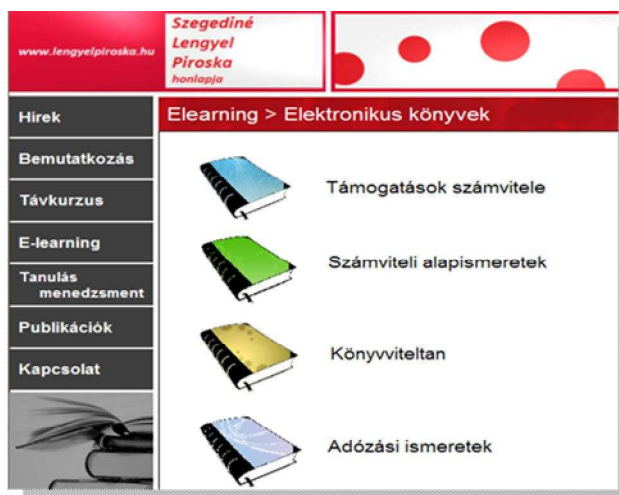 www.lengyelpiroska.hu
Szegediné
Lengyel
Piroska
honlapja
Hírek
Bemutatkozás
Távkurzus
E-learning
Tanulás
menedzsment
Publikációk
Kapcsolat
Elearning > Elektronikus könyvek
Támogatások számvitele
Számviteli alapismeretek
Könyvviteltan
Adózási ismeretek